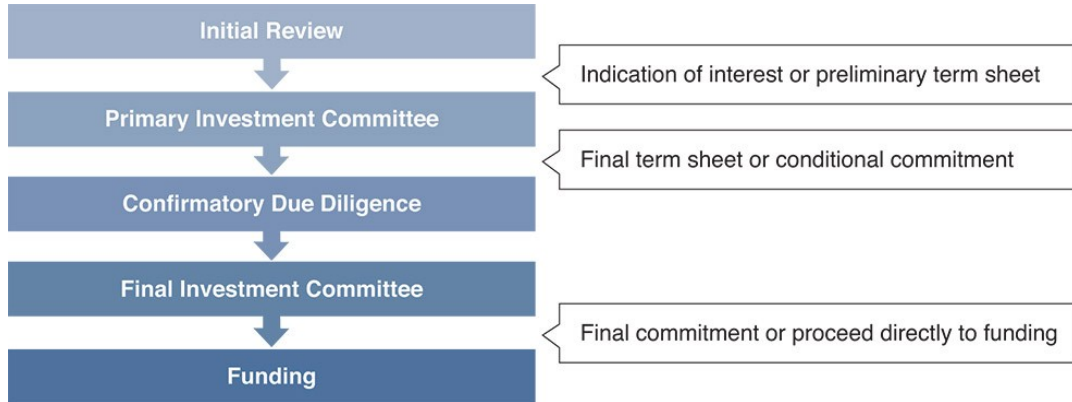 Initial Review
Indication of interest or preliminary term sheet
Primary Investment Committee
Final term sheet or conditional commitment
Confirmatory Due Diligence
Final Investment Committee
Final commitment or proceed directly to funding
Funding